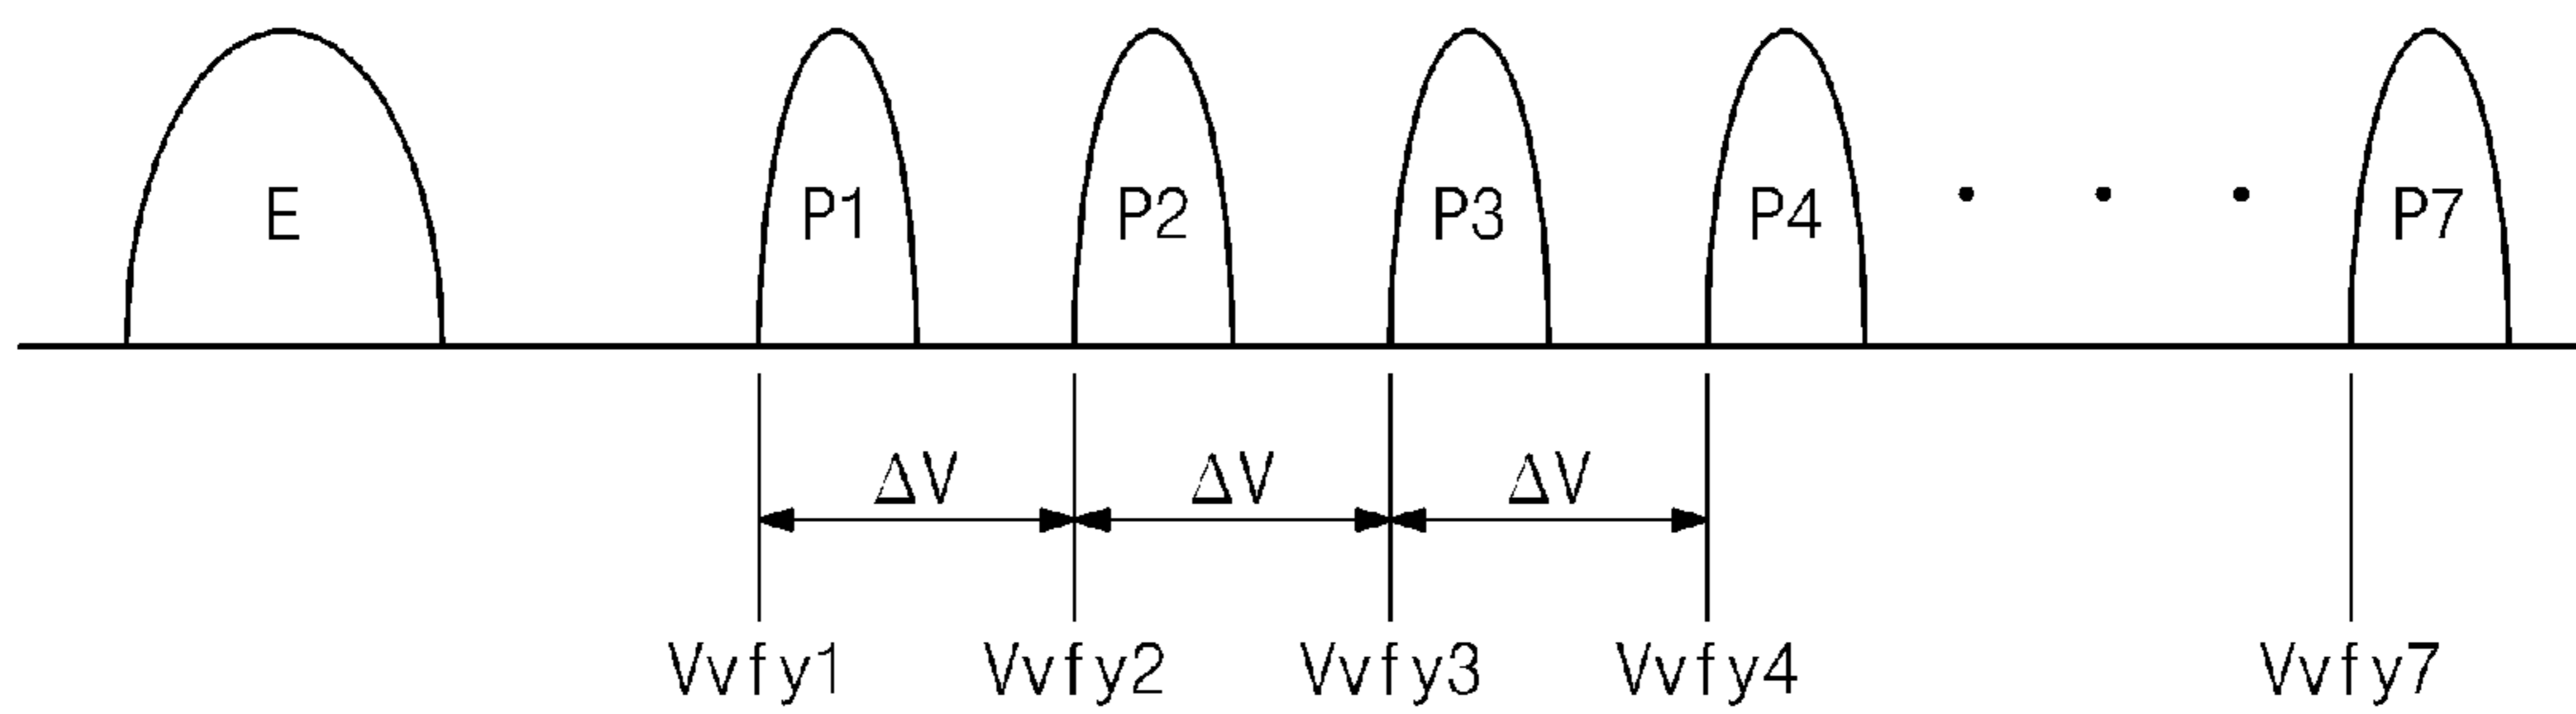 E P1 P2 P3 P4 . . . P7
ΔV ΔV ΔV
Vvfy1 Vvfy2 Vvfy3 Vvfy4 Vvfy7